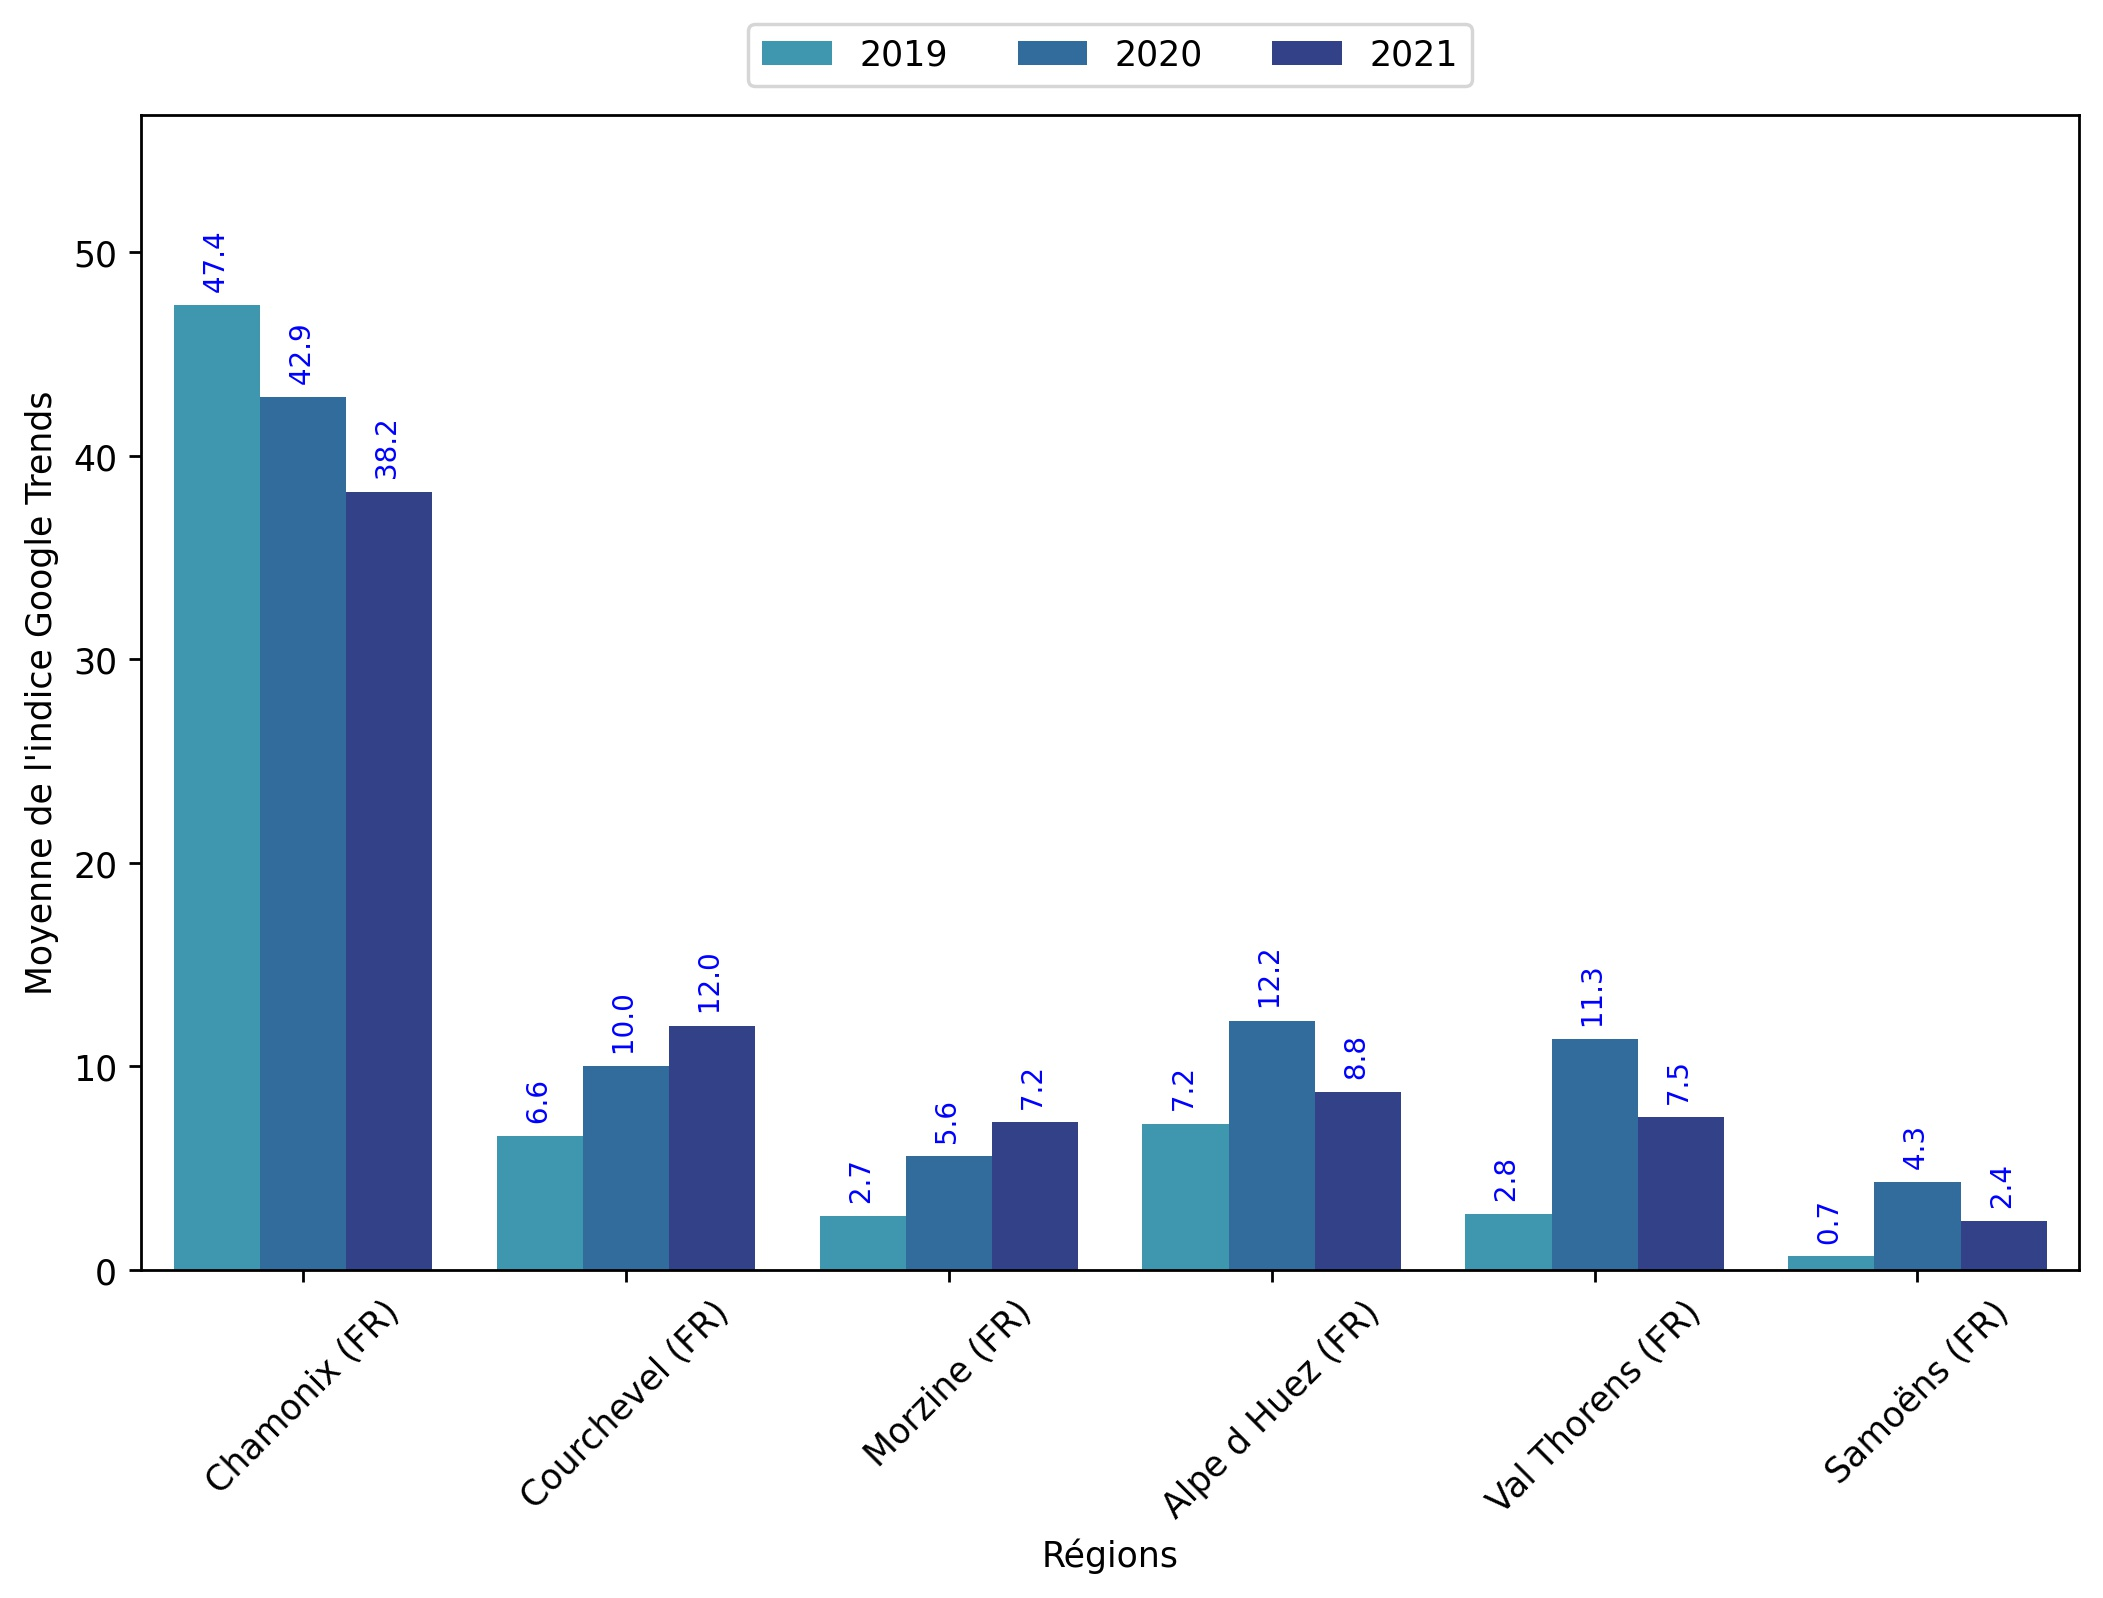 2019 2020 2021
Moyenne de l'indice Google Trends
50
40
30
20
10
0
47.4 42.9 38.2
6.6 10.0 12.0
2.7 5.6 7.2
7.2 12.2 8.8
2.8 11.3 7.5
0.7 4.3 2.4
Chamonix (FR)
Courchevel (FR)
Morzine (FR)
Alpe d Huez (FR)
Val Thorens (FR)
Samoëns (FR)
Régions